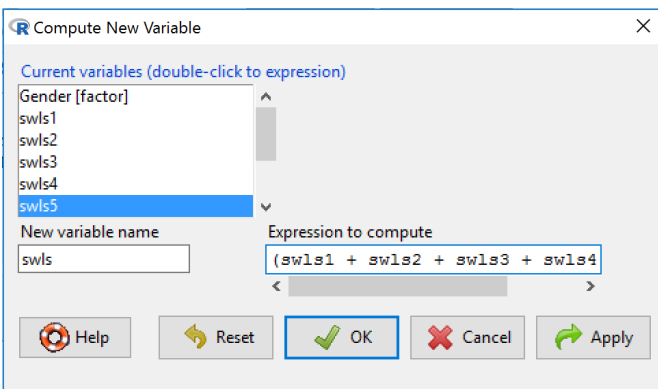 Compute New Variable
Current variables (double-click to expression)
Gender [factor]
swls1
swls2
swls3
swls4
swls5
New variable name
Expression to compute
swls
(swls1 + swls2 + swls3 + swls4
Help
Reset
OK
Cancel
Apply